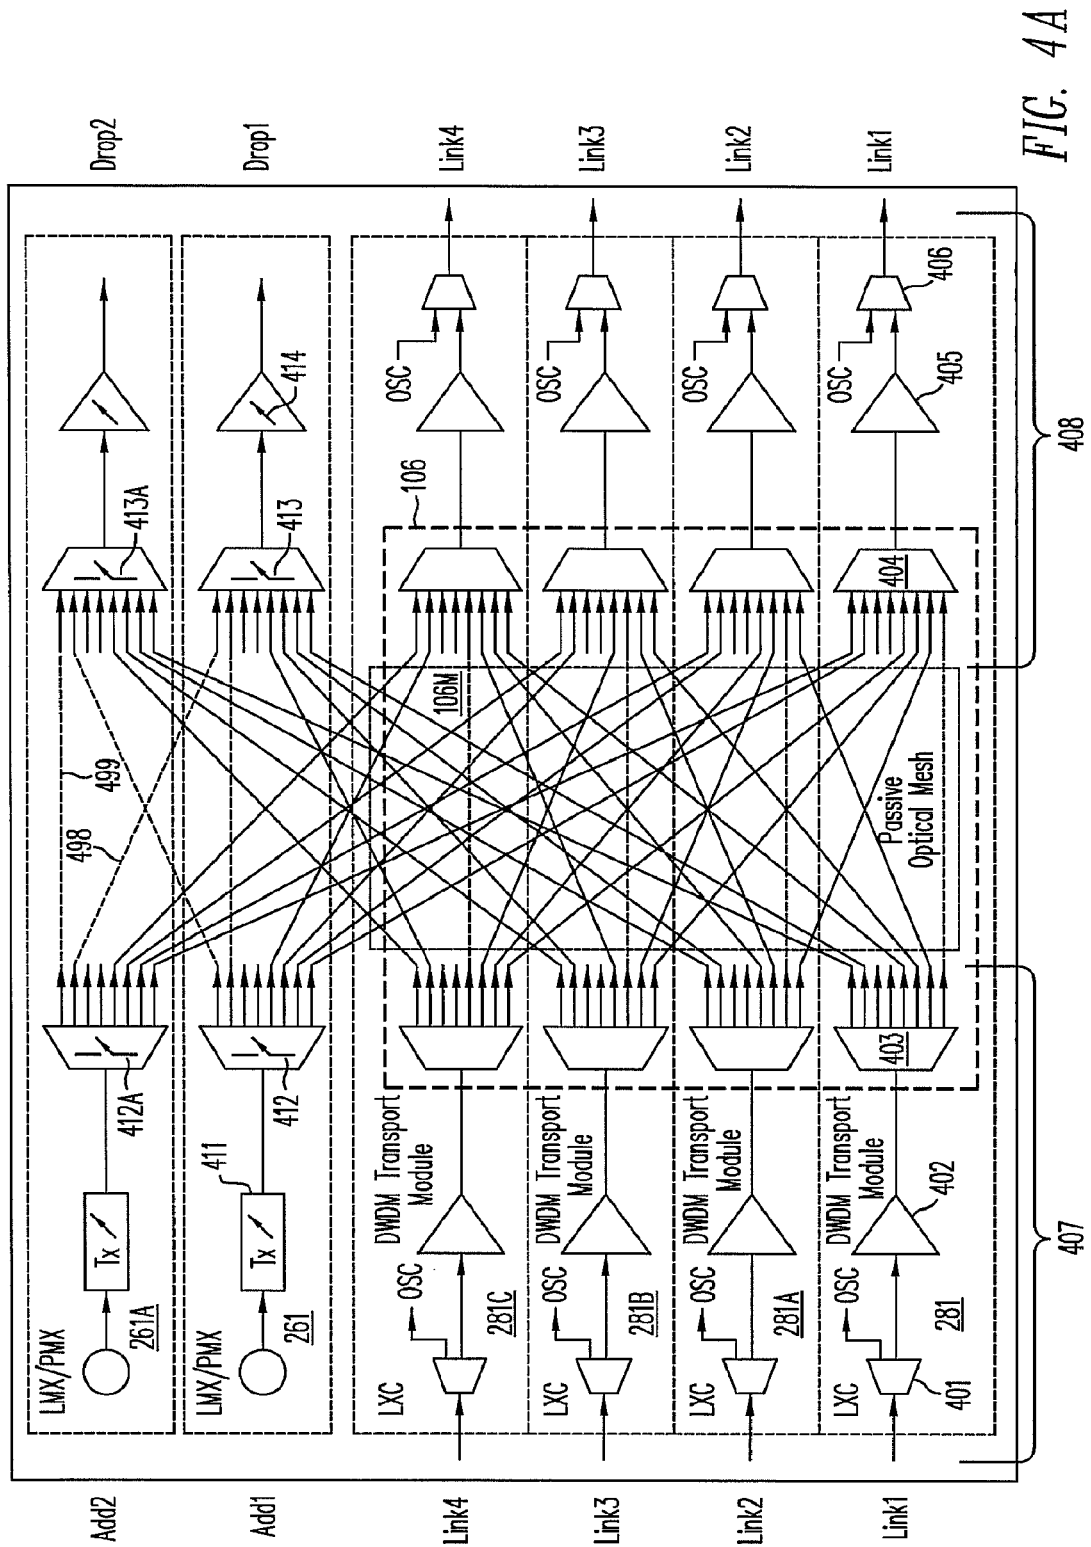 FIG. 4A
Add2
LMX/PMX
261A
Tx
412A
498
499
413A
Drop2
Add1
LMX/PMX
261
Tx
411
412
413
414
Drop1
Link4
LXC
OSC
281C
DWDM Transport
Module
106M
106
OSC
Link4
Link3
LXC
OSC
281B
DWDM Transport
Module
OSC
Link3
Link2
LXC
OSC
281A
DWDM Transport
Module
OSC
Link2
Link1
LXC
401
OSC
281
DWDM Transport
Module
402
403
Passive
Optical Mesh
404
OSC
405
406
Link1
407
408